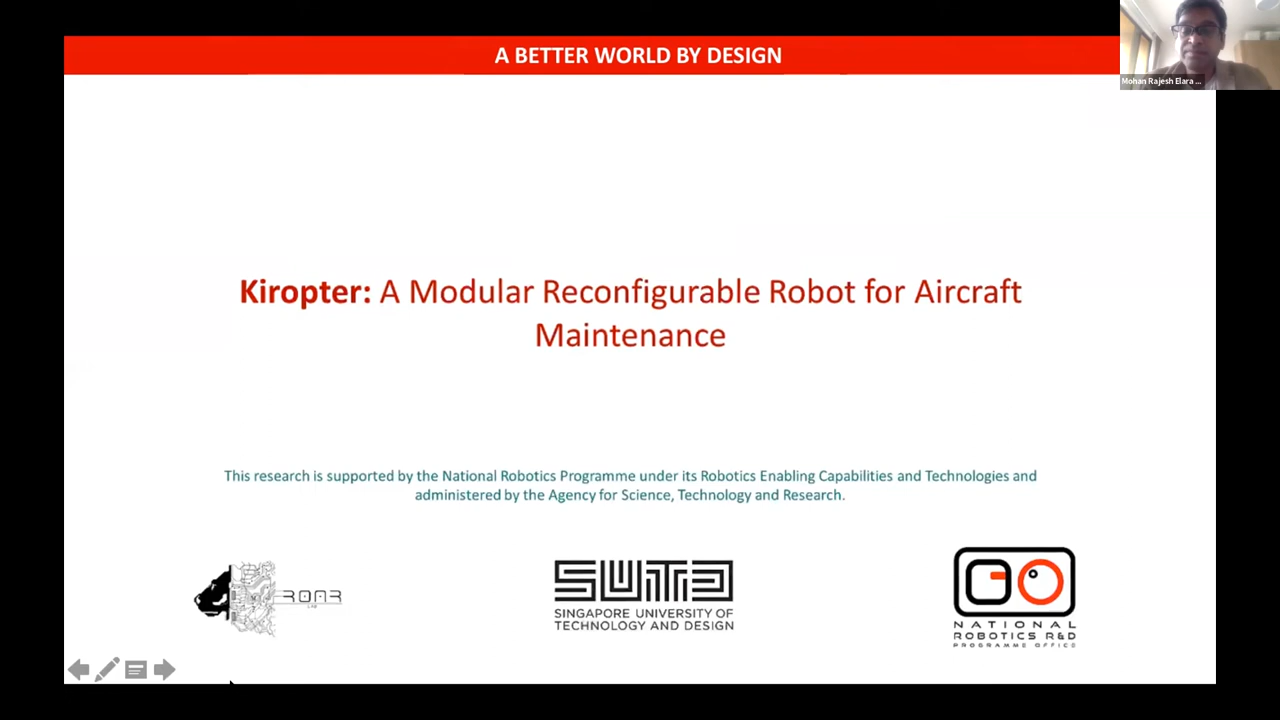 A BETTER WORLD BY DESIGN
Mohan Rajesh Elara ...
Kiropter: A Modular Reconfigurable Robot for Aircraft
Maintenance
This research is supported by the National Robotics Programme under its Robotics Enabling Capabilities and Technologies and
administered by the Agency for Science, Technology and Research.
ROAR
LAB
SUTD
SINGAPORE UNIVERSITY OF
TECHNOLOGY AND DESIGN
NATIONAL
ROBOTICS R&D
PROGRAMME OFFICE